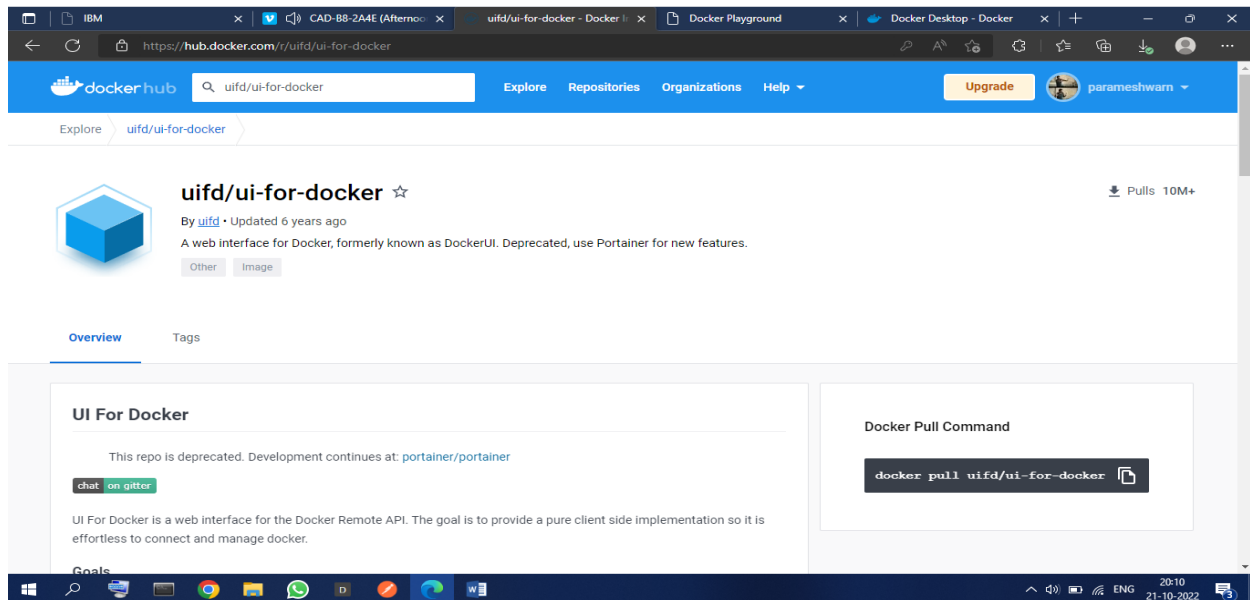 IBM
CAD-B8-2A4E (Afternoo
uifd/ui-for-docker - Docker I
Docker Playground
Docker Desktop - Docker
https://hub.docker.com/r/uifd/ui-for-docker
dockerhub
uifd/ui-for-docker
Explore Repositories Organizations Help
Upgrade
parameshwarn
Explore
uifd/ui-for-docker
uifd/ui-for-docker
Pulls 10M+
By uifd • Updated 6 years ago
A web interface for Docker, formerly known as DockerUI. Deprecated, use Portainer for new features.
Other Image
Overview Tags
UI For Docker
This repo is deprecated. Development continues at: portainer/portainer
chat on gitter
UI For Docker is a web interface for the Docker Remote API. The goal is to provide a pure client side implementation so it is
effortless to connect and manage docker.
Goals
Docker Pull Command
docker pull uifd/ui-for-docker
D
W
ENG
20:10
21-10-2022
3